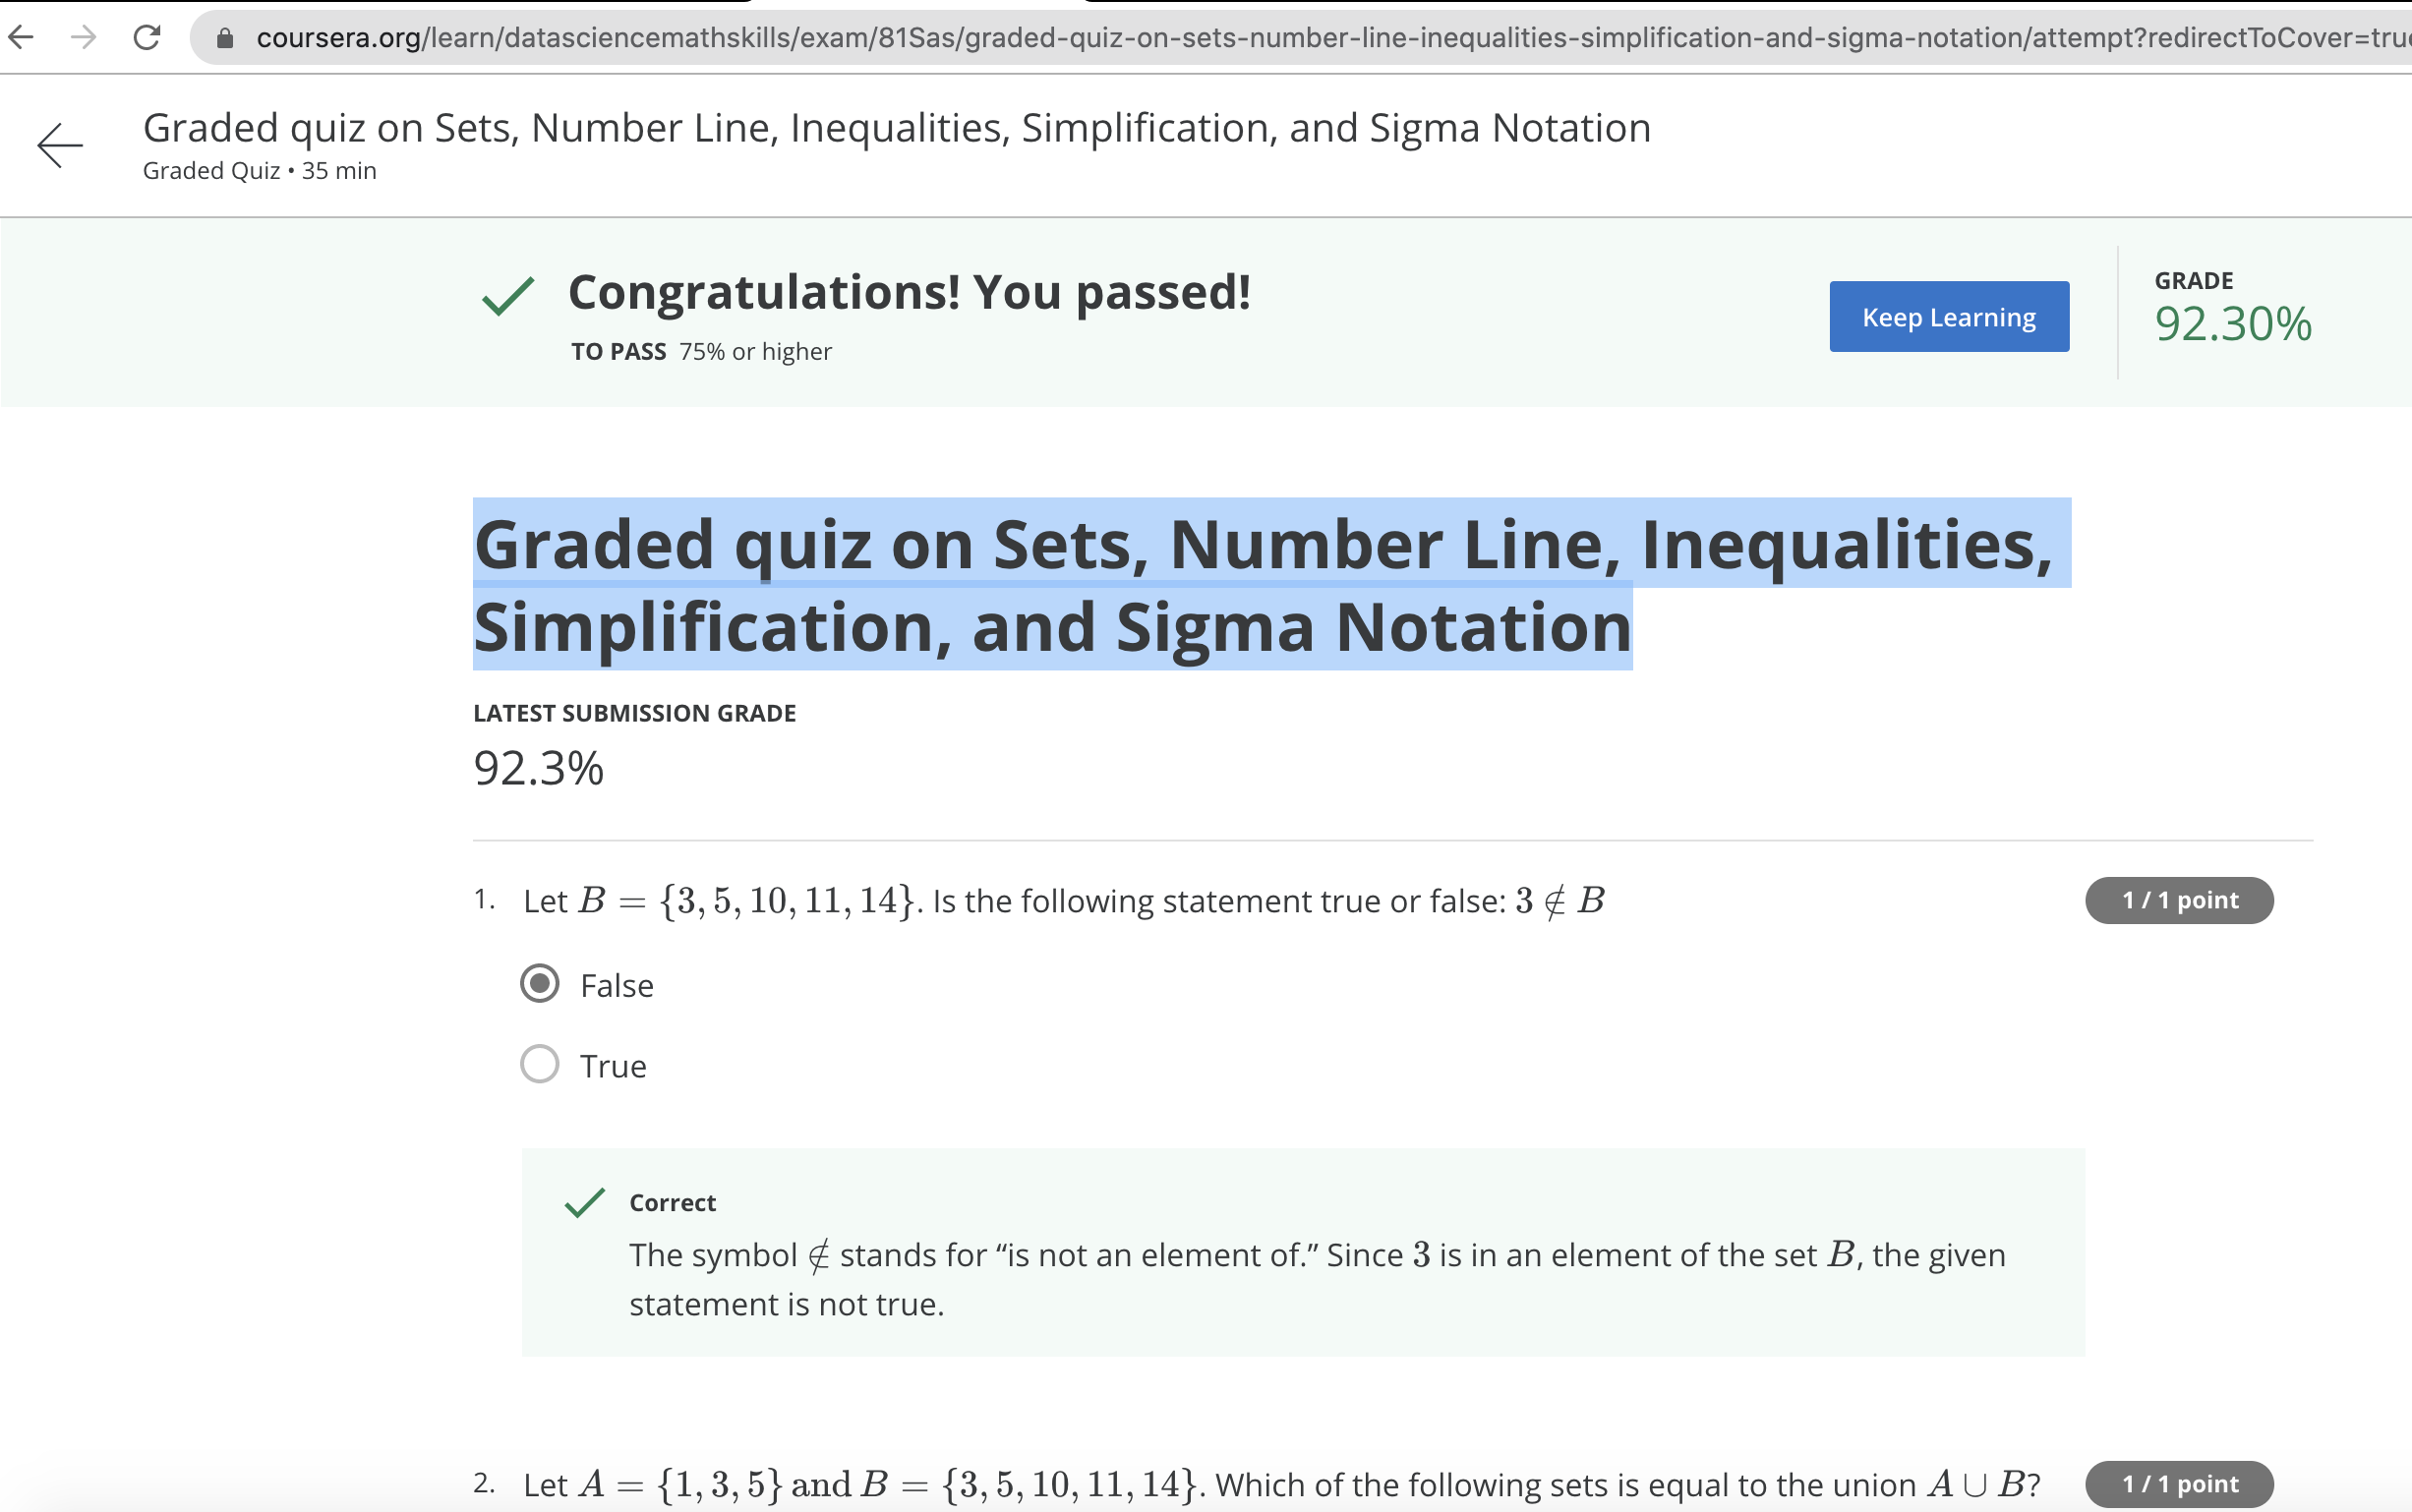 coursera.org/learn/datasciencemathskills/exam/81Sas/graded-quiz-on-sets-number-line-inequalities-simplification-and-sigma-notation/attempt?redirectToCover=true
Graded quiz on Sets, Number Line, Inequalities, Simplification, and Sigma Notation
Graded Quiz • 35 min
Congratulations! You passed!
TO PASS 75% or higher
Keep Learning
GRADE
92.30%
Graded quiz on Sets, Number Line, Inequalities,
Simplification, and Sigma Notation
LATEST SUBMISSION GRADE
92.3%
1. Let B = {3, 5, 10, 11, 14}. Is the following statement true or false: 3 ∉ B
1 / 1 point
False
True
Correct
The symbol ∉ stands for “is not an element of.” Since 3 is in an element of the set B, the given
statement is not true.
2. Let A = {1, 3, 5} and B = {3, 5, 10, 11, 14}. Which of the following sets is equal to the union A ∪ B?
1 / 1 point